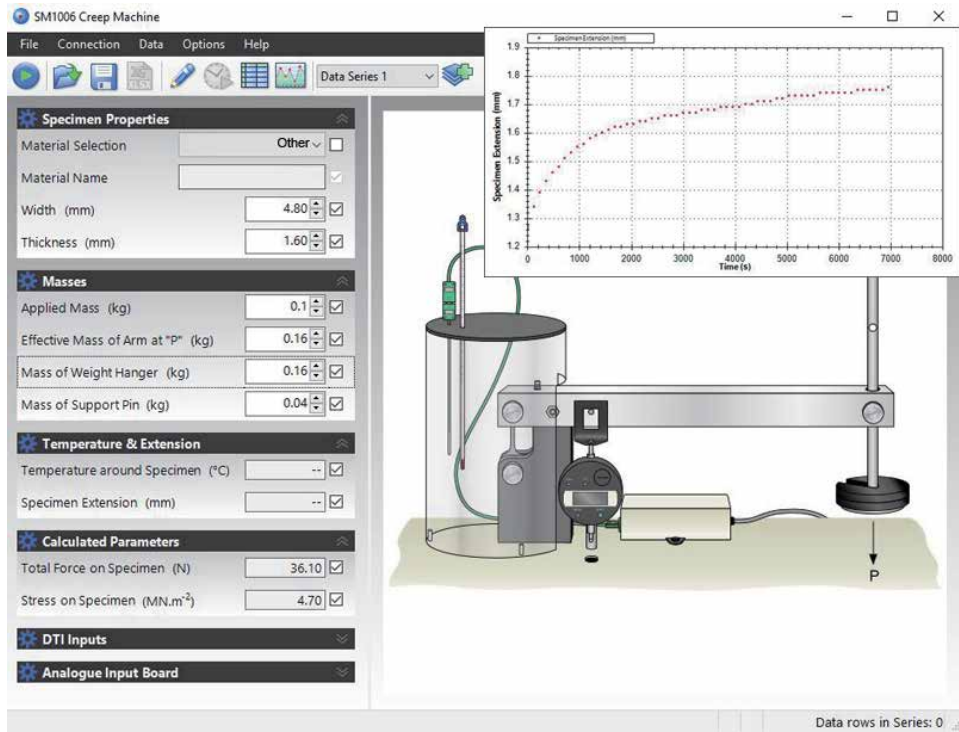 SM1006 Creep Machine
File Connection Data Options Help
Data Series 1
Specimen Properties
Material Selection Other
Material Name
Width (mm) 4.80
Thickness (mm) 1.60
Masses
Applied Mass (kg) 0.1
Effective Mass of Arm at "P" (kg) 0.16
Mass of Weight Hanger (kg) 0.16
Mass of Support Pin (kg) 0.04
Temperature & Extension
Temperature around Specimen (°C) --
Specimen Extension (mm) --
Calculated Parameters
Total Force on Specimen (N) 36.10
Stress on Specimen (MN.m⁻²) 4.70
DTI Inputs
Analogue Input Board
Specimen Extension (mm)
Specimen Extension (mm)
1.9
1.8
1.7
1.6
1.5
1.4
1.3
1.2
0 1000 2000 3000 4000 5000 6000 7000 8000
Time (s)
P
Data rows in Series: 0